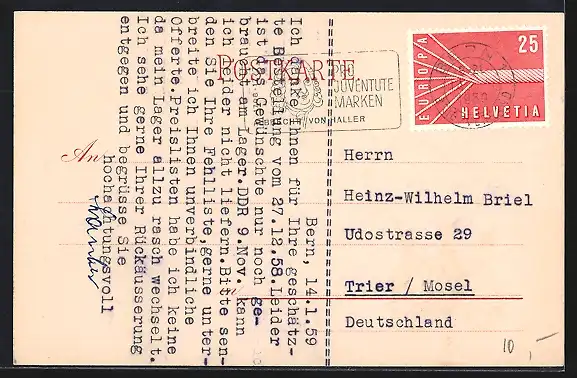 POSTKARTE
JUVENTUTE
MARKEN
ALBRECHT VON HALLER
EUROPA
25
HELVETIA
An
Herrn
Heinz-Wilhelm Briel
Udostrasse 29
Trier / Mosel
Deutschland
10,-
Bern, 14.1.59
Ich danke Ihnen für Ihre geschätz-
te Bestellung vom 27.12.58. Leider
ist das Gewünschte nur noch ge-
braucht am Lager. DDR 9.Nov. kann
ich leider nicht liefern. Bitte sen-
den Sie Ihre Fehlliste, gerne unter-
breite ich Ihnen unverbindliche
Offerte. Preislisten habe ich keine
da mein Lager allzu rasch wechselt.
Ich sehe gerne Ihrer Rückäusserung
entgegen und begrüsse Sie
hochachtungsvoll